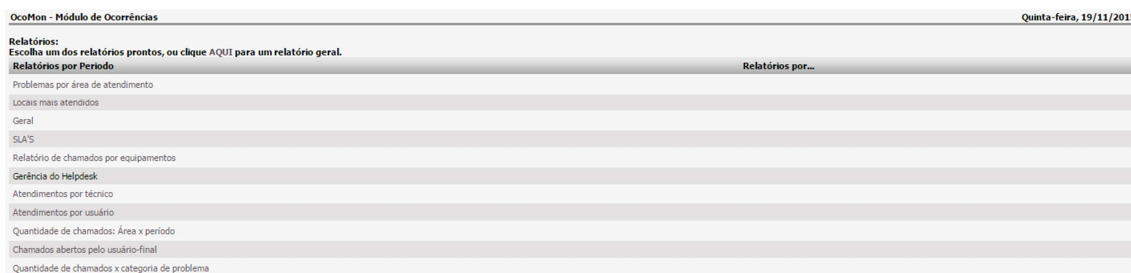 OcoMon - Módulo de Ocorrências Quinta-feira, 19/11/201
Relatórios:
Escolha um dos relatórios prontos, ou clique AQUI para um relatório geral.
Relatórios por Periodo Relatórios por...
Problemas por área de atendimento
Locais mais atendidos
Geral
SLA'S
Relatório de chamados por equipamentos
Gerência do Helpdesk
Atendimentos por técnico
Atendimentos por usuário
Quantidade de chamados: Área x período
Chamados abertos pelo usuário-final
Quantidade de chamados x categoria de problema